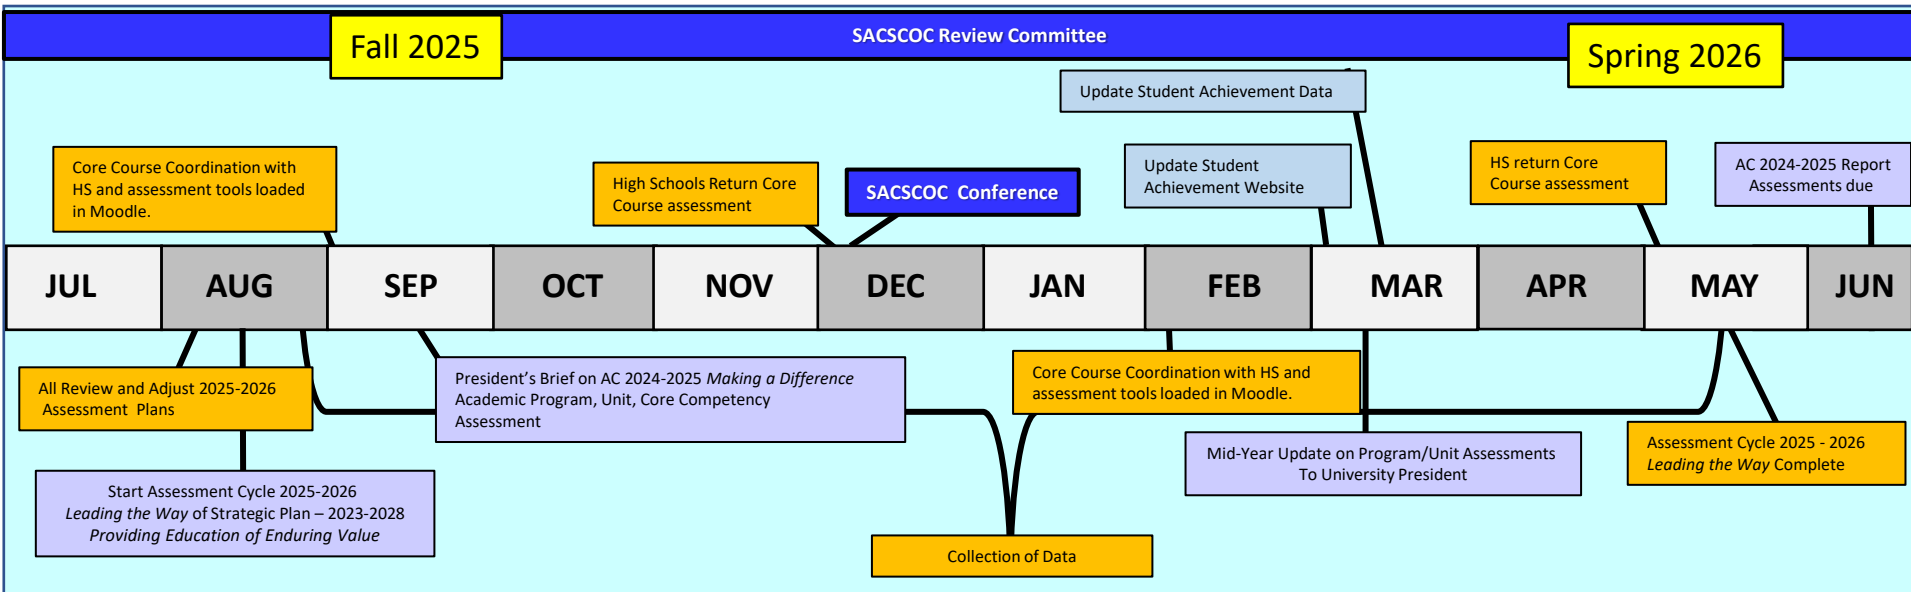 SACSCOC Review Committee
Fall 2025
Spring 2026
Update Student Achievement Data
Core Course Coordination with
HS and assessment tools loaded
in Moodle.
High Schools Return Core
Course assessment
SACSCOC Conference
Update Student
Achievement Website
HS return Core
Course assessment
AC 2024-2025 Report
Assessments due
JUL
AUG
SEP
OCT
NOV
DEC
JAN
FEB
MAR
APR
MAY
JUN
All Review and Adjust 2025-2026
Assessment Plans
President’s Brief on AC 2024-2025 Making a Difference
Academic Program, Unit, Core Competency
Assessment
Core Course Coordination with HS and
assessment tools loaded in Moodle.
Mid-Year Update on Program/Unit Assessments
To University President
Assessment Cycle 2025 - 2026
Leading the Way Complete
Start Assessment Cycle 2025-2026
Leading the Way of Strategic Plan – 2023-2028
Providing Education of Enduring Value
Collection of Data